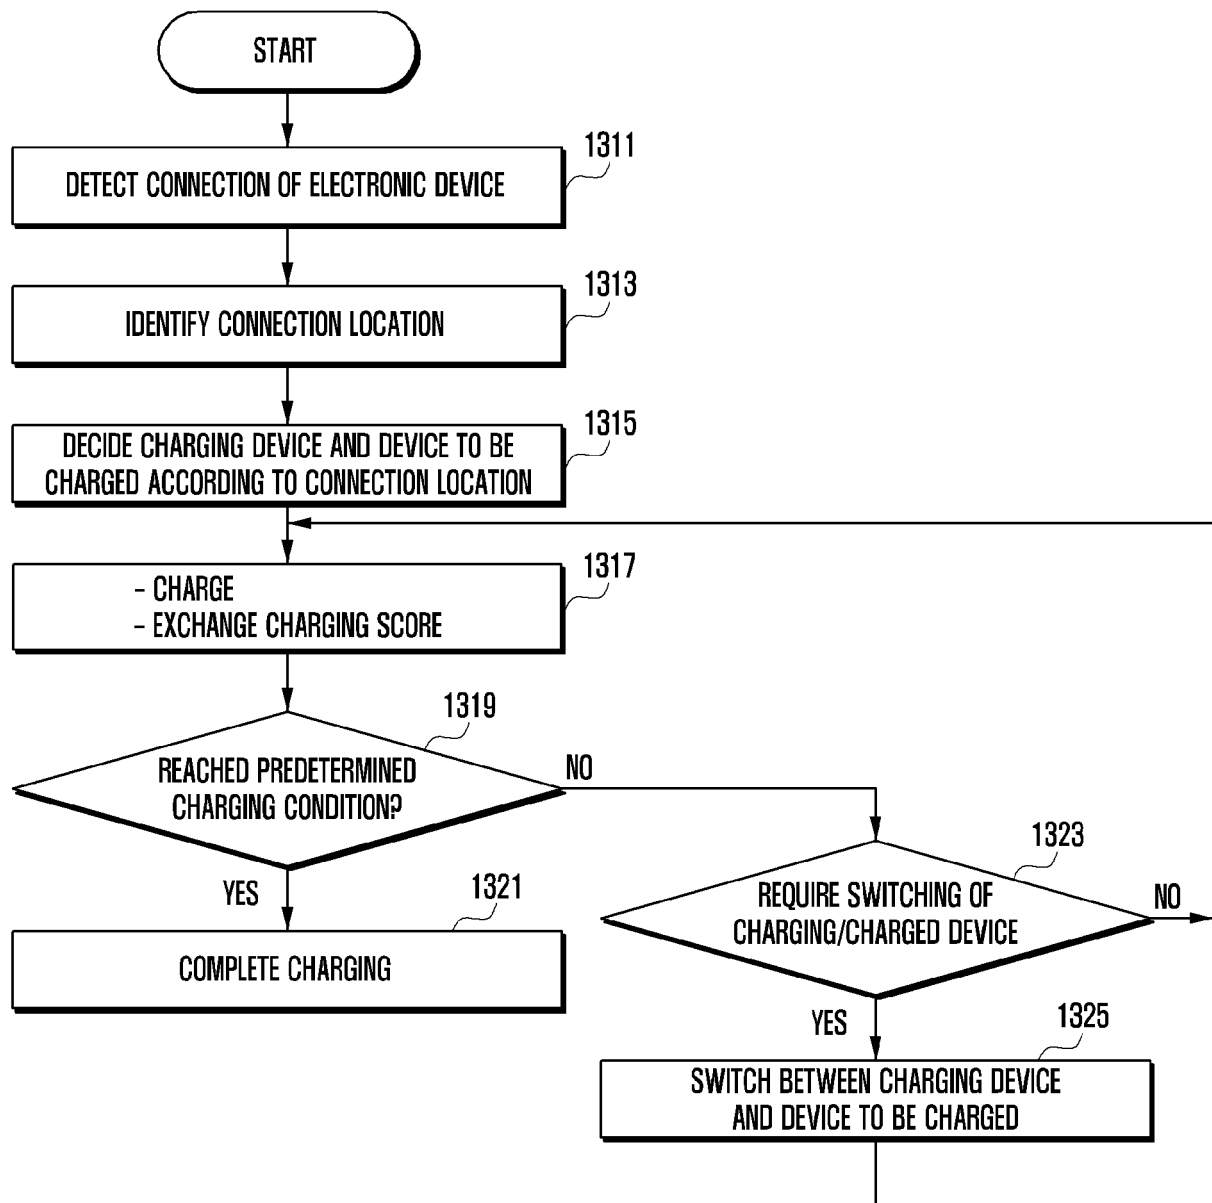 START
1311
DETECT CONNECTION OF ELECTRONIC DEVICE
1313
IDENTIFY CONNECTION LOCATION
1315
DECIDE CHARGING DEVICE AND DEVICE TO BE
CHARGED ACCORDING TO CONNECTION LOCATION
1317
- CHARGE
- EXCHANGE CHARGING SCORE
1319
REACHED PREDETERMINED
CHARGING CONDITION?
NO
YES
1321
COMPLETE CHARGING
1323
REQUIRE SWITCHING OF
CHARGING/CHARGED DEVICE
NO
YES
1325
SWITCH BETWEEN CHARGING DEVICE
AND DEVICE TO BE CHARGED